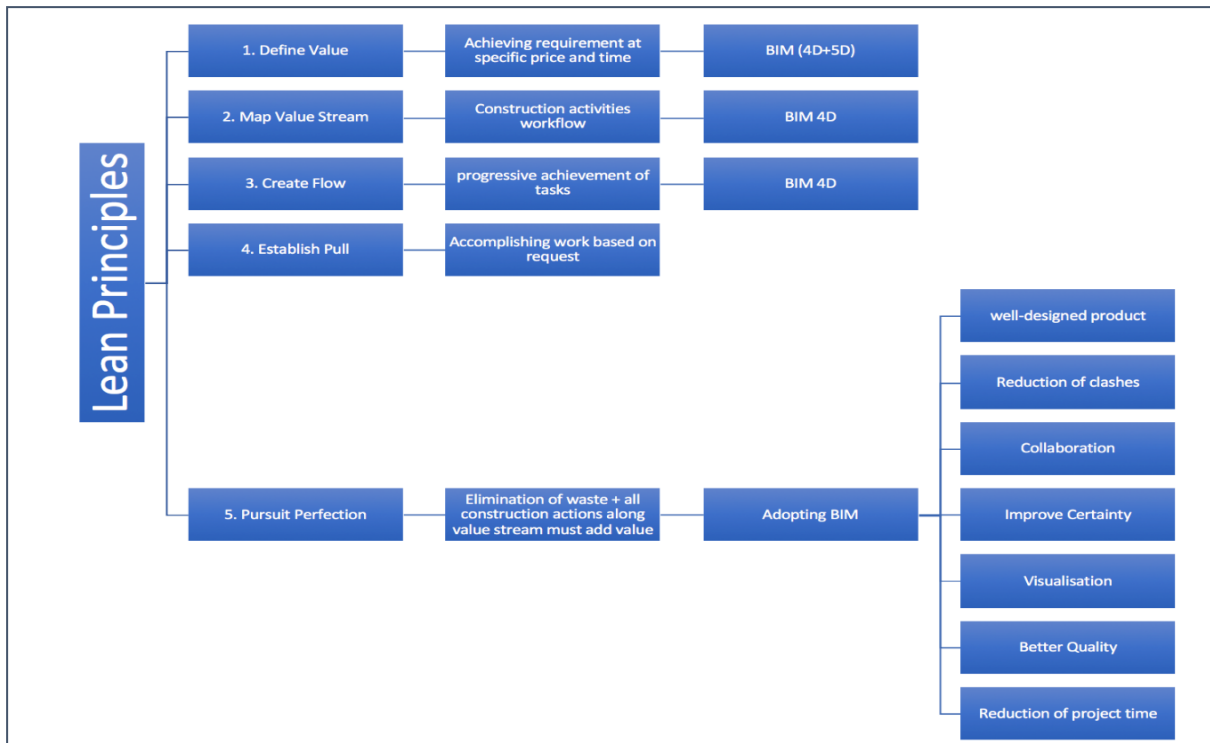 Lean Principles
1. Define Value
Achieving requirement at
specific price and time
BIM (4D+5D)
2. Map Value Stream
Construction activities
workflow
BIM 4D
3. Create Flow
progressive achievement of
tasks
BIM 4D
4. Establish Pull
Accomplishing work based on
request
5. Pursuit Perfection
Elimination of waste + all
construction actions along
value stream must add value
Adopting BIM
well-designed product
Reduction of clashes
Collaboration
Improve Certainty
Visualisation
Better Quality
Reduction of project time